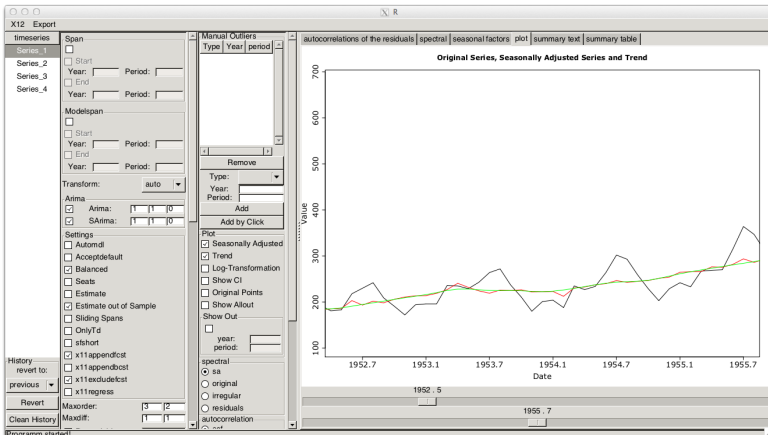 X R
X12 Export
timeseries
Series_1
Series_2
Series_3
Series_4
History
revert to:
previous
Revert
Clean History
Programm started!
Span
Start
Year: Period:
End
Year: Period:
Modelspan
Start
Year: Period:
End
Year: Period:
Transform: auto
Arima
Arima: 1 1 0
SArima: 1 1 0
Settings
Automdl
Acceptdefault
Balanced
Seats
Estimate
Estimate out of Sample
Sliding Spans
OnlyTd
sfshort
x11appendfcst
x11appendbcst
x11excludefcst
x11regress
Maxorder: 3 2
Maxdiff: 1 1
Manual Outliers
Type Year period
Remove
Type:
Year:
Period:
Add
Add by Click
Plot
Seasonally Adjusted
Trend
Log-Transformation
Show CI
Original Points
Show Allout
Show Out
year:
period:
spectral
sa
original
irregular
residuals
autocorrelation
acf
autocorrelations of the residuals spectral seasonal factors plot summary text summary table
Original Series, Seasonally Adjusted Series and Trend
700
600
500
400
300
200
100
Value
1952.7 1953.1 1953.7 1954.1 1954.7 1955.1 1955.7
Date
1952 . 5
1955 . 7